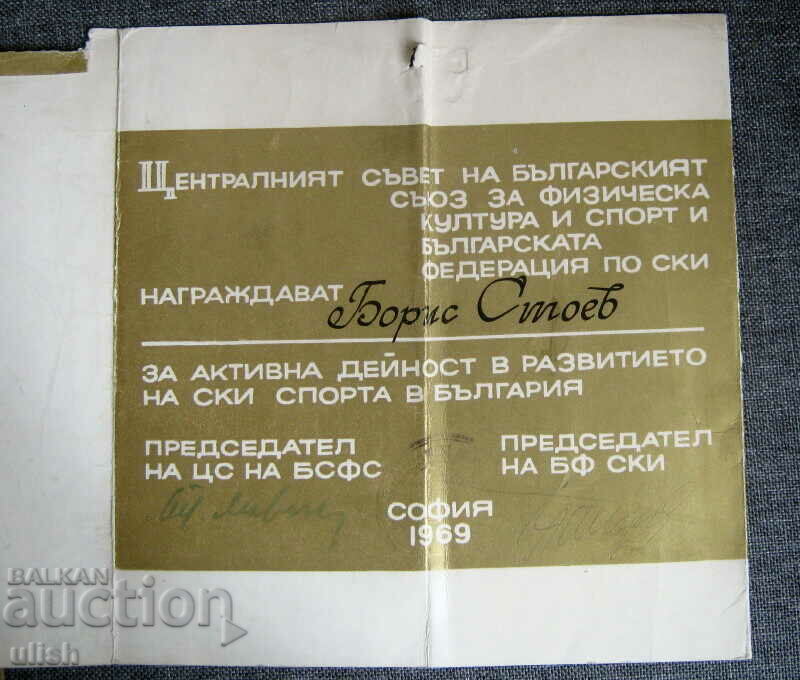 ЦЕНТРАЛНИЯТ СЪВЕТ НА БЪЛГАРСКИЯТ
СЪЮЗ ЗА ФИЗИЧЕСКА
КУЛТУРА И СПОРТ И
БЪЛГАРСКАТА
ФЕДЕРАЦИЯ ПО СКИ
НАГРАЖДАВАТ Борис Стоев
ЗА АКТИВНА ДЕЙНОСТ В РАЗВИТИЕТО
НА СКИ СПОРТА В БЪЛГАРИЯ
ПРЕДСЕДАТЕЛ
НА ЦС НА БСФС
ПРЕДСЕДАТЕЛ
НА БФ СКИ
СОФИЯ
1969
BALKAN
auction
ulish